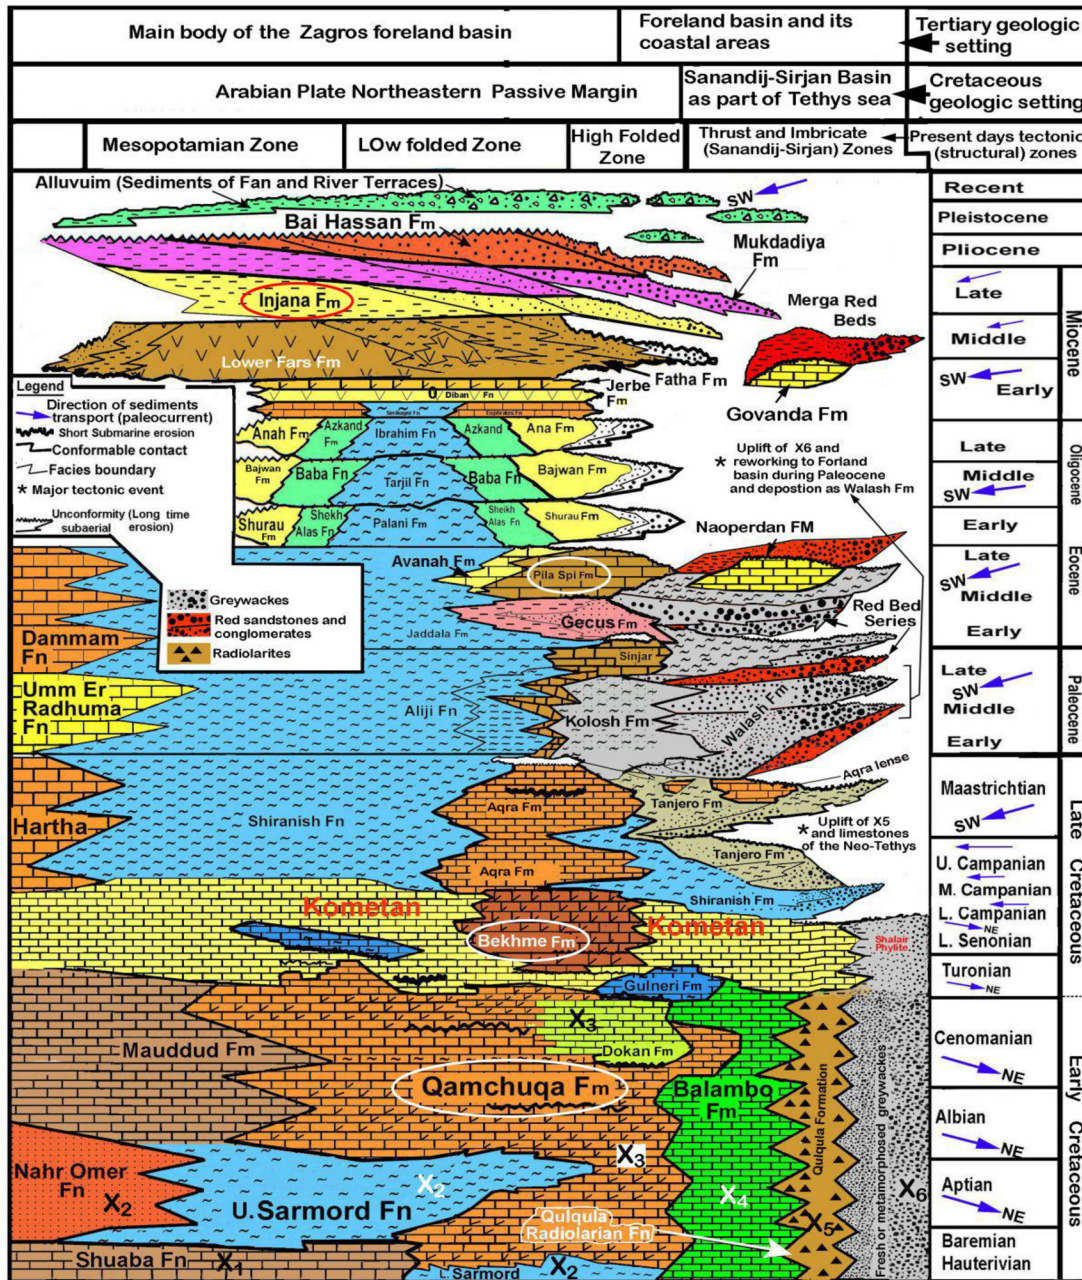 Main body of the Zagros foreland basin
Foreland basin and its
coastal areas
Tertiary geologic
setting
Arabian Plate Northeastern Passive Margin
Sanandij-Sirjan Basin
as part of Tethys sea
Cretaceous
geologic setting
Mesopotamian Zone
LOw folded Zone
High Folded
Zone
Thrust and Imbricate
(Sanandij-Sirjan) Zones
Present days tectonic
(structural) zones
Alluvuim (Sediments of Fan and River Terraces)
SW
Recent
Pleistocene
Bai Hassan Fm
Pliocene
Mukdadiya
Fm
Injana Fm
Late
Merga Red
Beds
Middle
Miocene
Lower Fars Fm
Fatha Fm
SW
Early
Legend
Direction of sediments
transport (paleocurrent)
Short Submarine erosion
Conformable contact
Facies boundary
* Major tectonic event
Unconformity (Long time
subaerial erosion)
Greywackes
Red sandstones and
conglomerates
Radiolarites
Jerbe
Fm
Diban Fn
Govanda Fm
Anah Fm
Azkand
Fm
Ibrahim Fn
Azkand
Ana Fm
Late
Oligocene
Uplift of X6 and
* reworking to Forland
basin during Paleocene
and depostion as Walash Fm
Bajwan
Fm
Baba Fn
Tarjil Fn
Baba Fn
Bajwan Fm
Middle
SW
Shurau
Fm
Shekh
Alas Fn
Palani Fm
Sheikh
Alas Fn
Shurau Fm
Early
Naoperdan FM
Avanah Fm
Pila Spi Fm
Late
SW
Middle
Eocene
Gecus Fm
Red Bed
Series
Dammam
Fn
Jaddala Fm
Early
Sinjar
Umm Er
Radhuma
Fn
Aliji Fn
Kolosh Fm
Walash Fm
Late
SW
Middle
Early
Paleocene
Aqra lense
Hartha
Shiranish Fn
Aqra Fm
Tanjero Fm
Maastrichtian
SW
Late Cretaceous
* Uplift of X5
and limestones
of the Neo-Tethys
Aqra Fm
Tanjero Fm
U. Campanian
Shiranish Fm
M. Campanian
Kometan
Bekhme Fm
Kometan
Shalair
Phylite
L. Campanian
NE
L. Senonian
Gulneri Fm
Turonian
NE
Mauddud Fm
X3
Dokan Fm
Cenomanian
NE
Early Cretaceous
Qamchuqa Fm
Balambo
Fm
Qulqula Formation
Fresh or metamorphosed greywackes
Albian
NE
Nahr Omer
Fn
X2
X2
X3
U. Sarmord Fn
X4
X5
X6
Aptian
NE
Qulqula
Radiolarian Fn
Shuaba Fn
X1
L. Sarmord
X2
Baremian
Hauterivian